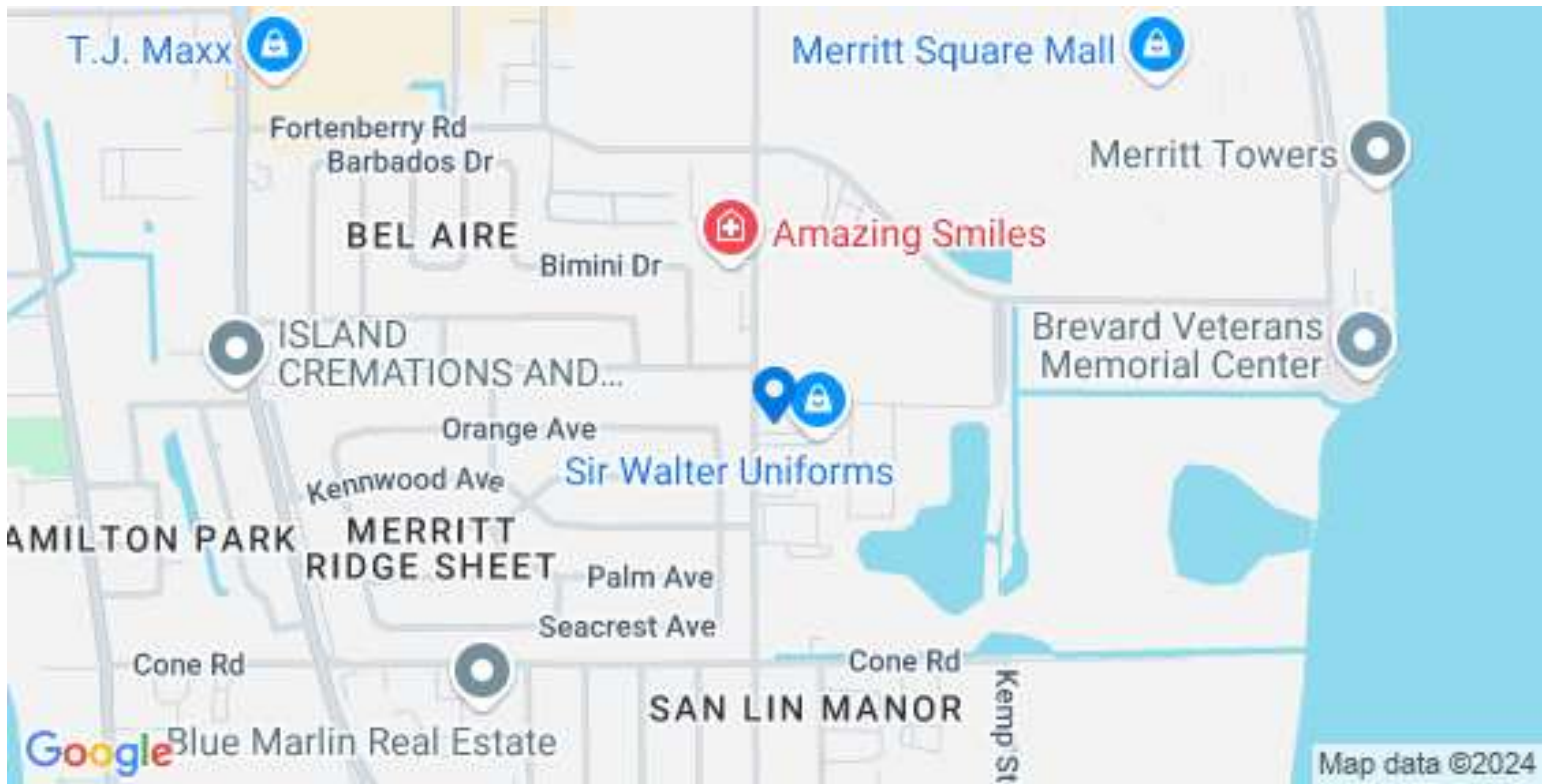 T.J. Maxx
Merritt Square Mall
Fortenberry Rd
Barbados Dr
Merritt Towers
BEL AIRE
Amazing Smiles
Bimini Dr
ISLAND
CREMATIONS AND...
Brevard Veterans
Memorial Center
Orange Ave
Sir Walter Uniforms
Kennwood Ave
AMILTON PARK
MERRITT
RIDGE SHEET
Palm Ave
Seacrest Ave
Cone Rd
Cone Rd
Kemp St
SAN LIN MANOR
Blue Marlin Real Estate
Google
Map data ©2024